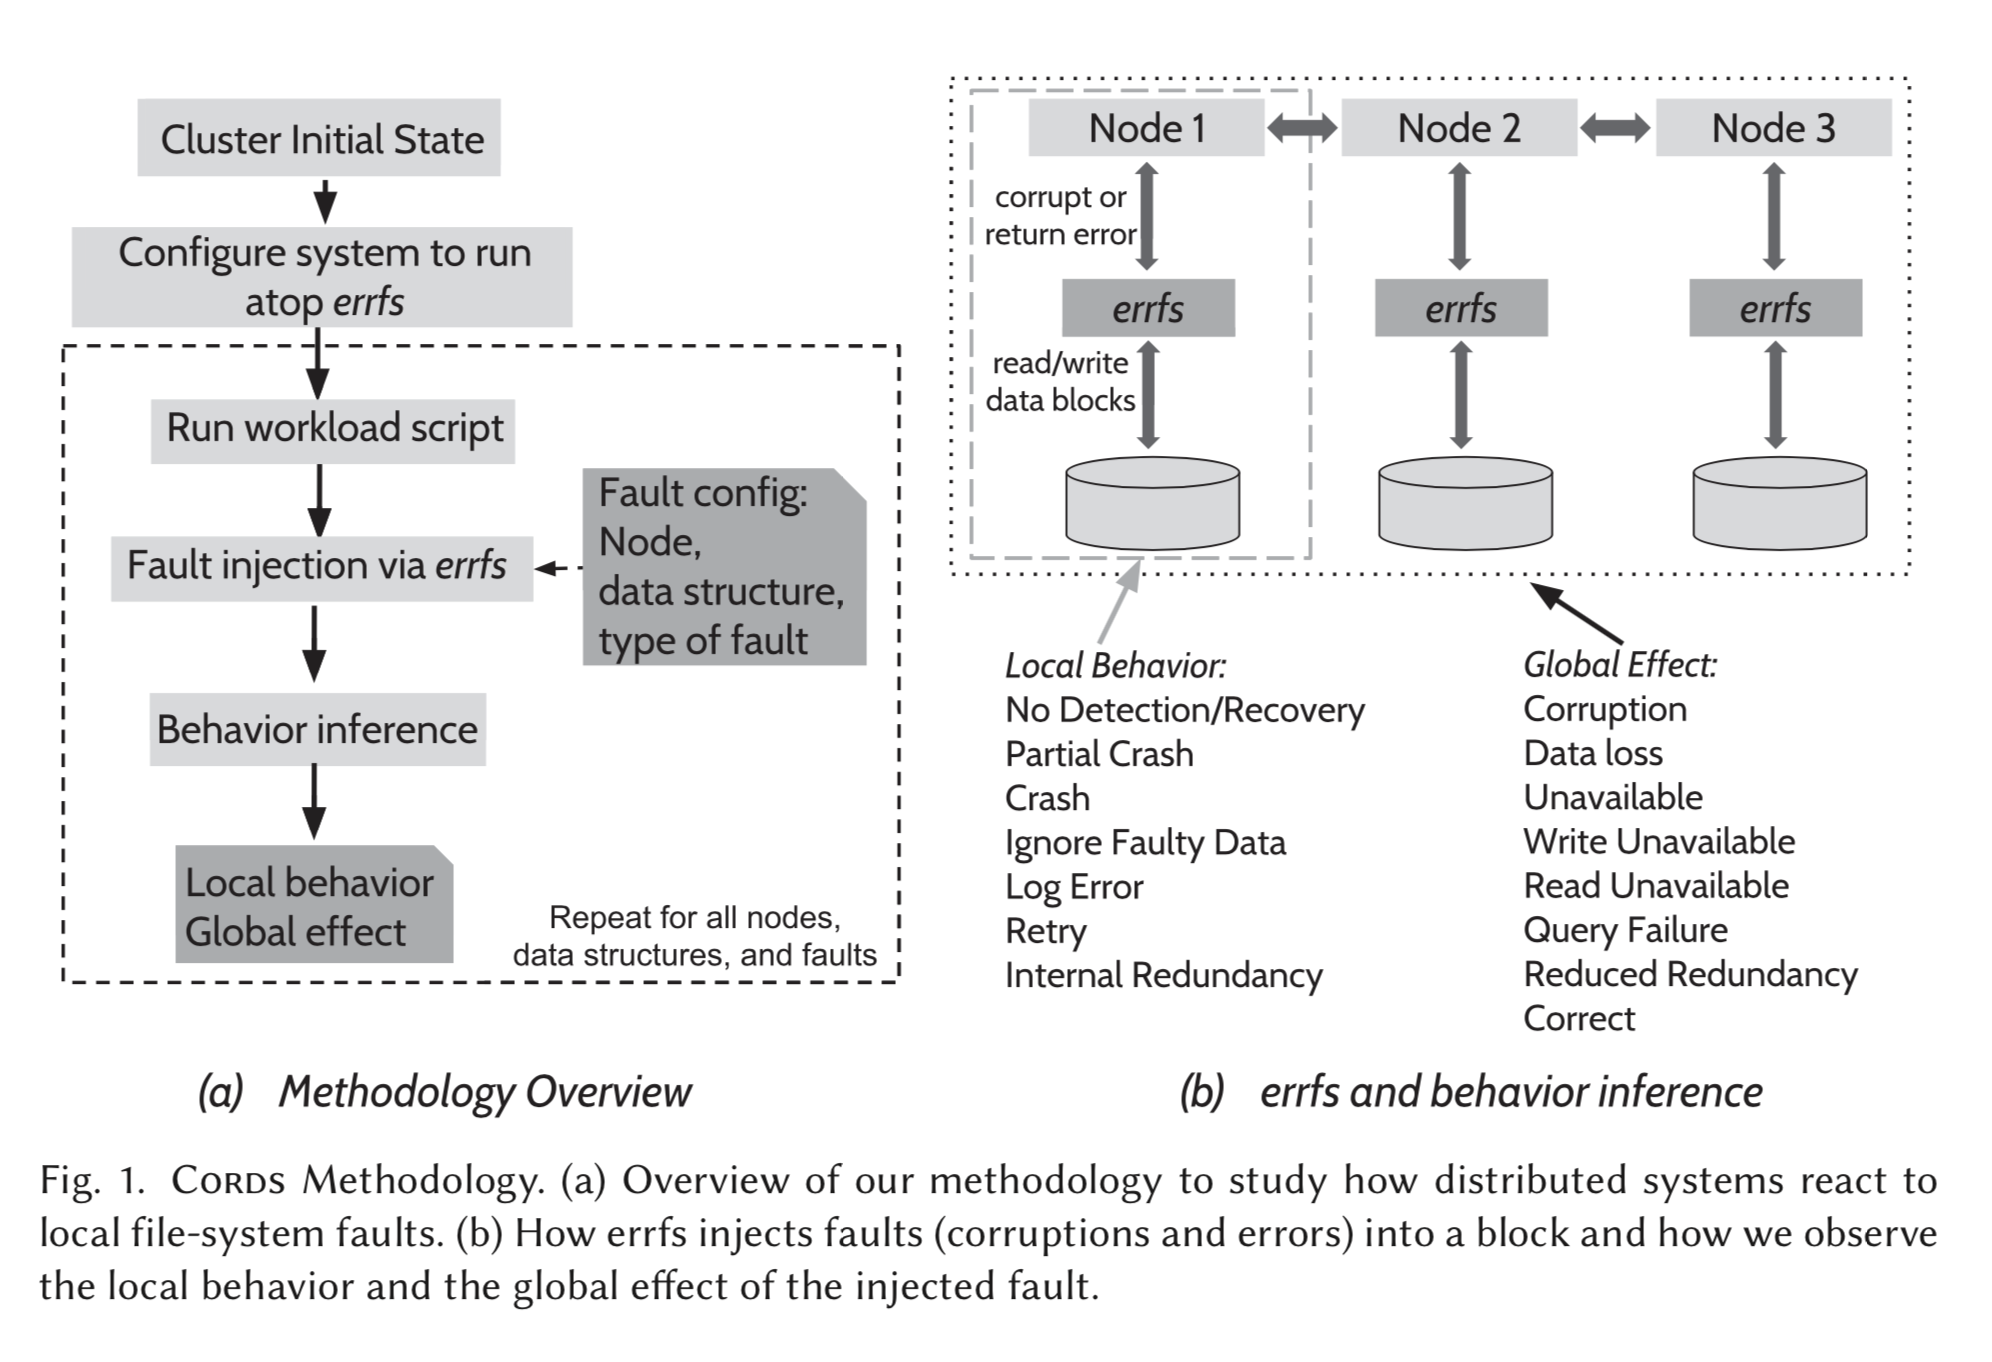 Cluster Initial State
Configure system to run
atop errfs
Run workload script
Fault injection via errfs
Fault config:
Node,
data structure,
type of fault
Behavior inference
Local behavior
Global effect
Repeat for all nodes,
data structures, and faults
(a) Methodology Overview
Node 1
Node 2
Node 3
corrupt or
return error
errfs
errfs
errfs
read/write
data blocks
Local Behavior:
No Detection/Recovery
Partial Crash
Crash
Ignore Faulty Data
Log Error
Retry
Internal Redundancy
Global Effect:
Corruption
Data loss
Unavailable
Write Unavailable
Read Unavailable
Query Failure
Reduced Redundancy
Correct
(b) errfs and behavior inference
Fig. 1. CORDS Methodology. (a) Overview of our methodology to study how distributed systems react to
local file-system faults. (b) How errfs injects faults (corruptions and errors) into a block and how we observe
the local behavior and the global effect of the injected fault.